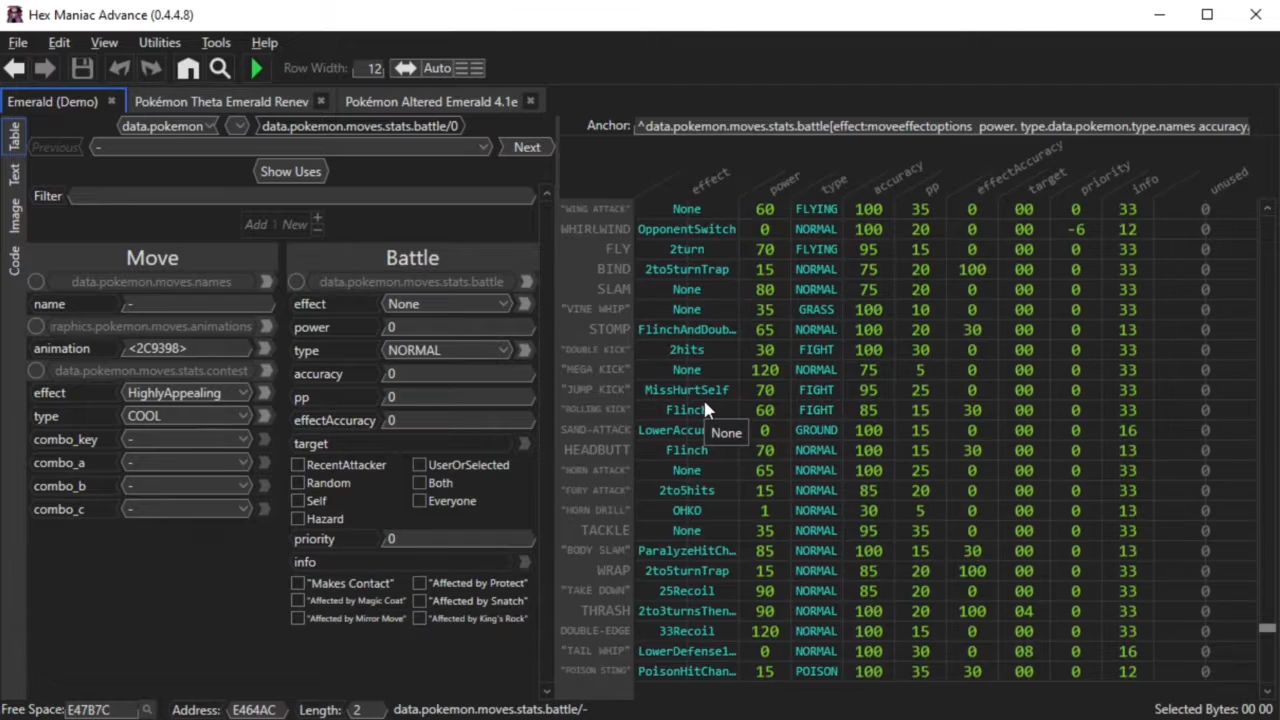 Hex Maniac Advance (0.4.4.8)
File Edit View Utilities Tools Help
Row Width: 12 Auto
Emerald (Demo) Pokémon Theta Emerald Renev Pokémon Altered Emerald 4.1e
data.pokemon data.pokemon.moves.stats.battle/0
Previous - Next
Show Uses
Filter
Add 1 New
Table
Text
Image
Code
Move
data.pokemon.moves.names
name -
raphics.pokemon.moves.animations
animation <2C9398>
data.pokemon.moves.contest
effect HighlyAppealing
type COOL
combo_key -
combo_a -
combo_b -
combo_c -
Battle
data.pokemon.moves.stats.battle
effect None
power 0
type NORMAL
accuracy 0
pp 0
effectAccuracy 0
target
RecentAttacker UserOrSelected
Random Both
Self Everyone
Hazard
priority 0
info
"Makes Contact" "Affected by Protect"
"Affected by Magic Coat" "Affected by Snatch"
"Affected by Mirror Move" "Affected by King's Rock"
Anchor: ^data.pokemon.moves.stats.battle[effect:moveeffectoptions power. type.data.pokemon.type.names accuracy.
effect power type accuracy pp effectAccuracy target priority info unused
"WING ATTACK" None 60 FLYING 100 35 0 00 0 33 0
WHIRLWIND OpponentSwitch 0 NORMAL 100 20 0 00 -6 12 0
FLY 2turn 70 FLYING 95 15 0 00 0 33 0
BIND 2to5turnTrap 15 NORMAL 75 20 100 00 0 33 0
SLAM None 80 NORMAL 75 20 0 00 0 33 0
"VINE WHIP" None 35 GRASS 100 10 0 00 0 33 0
STOMP FlinchAndDoub… 65 NORMAL 100 20 30 00 0 13 0
"DOUBLE KICK" 2hits 30 FIGHT 100 30 0 00 0 33 0
"MEGA KICK" None 120 NORMAL 75 5 0 00 0 33 0
"JUMP KICK" MissHurtSelf 70 FIGHT 95 25 0 00 0 33 0
"ROLLING KICK" Flinch 60 FIGHT 85 15 30 00 0 33 0
SAND-ATTACK LowerAccu 0 GROUND 100 15 0 00 0 16 0
None
HEADBUTT Flinch 70 NORMAL 100 15 30 00 0 33 0
"HORN ATTACK" None 65 NORMAL 100 25 0 00 0 33 0
"FURY ATTACK" 2to5hits 15 NORMAL 85 20 0 00 0 33 0
"HORN DRILL" OHKO 1 NORMAL 30 5 0 00 0 13 0
TACKLE None 35 NORMAL 95 35 0 00 0 33 0
"BODY SLAM" ParalyzeHitCh… 85 NORMAL 100 15 30 00 0 13 0
WRAP 2to5turnTrap 15 NORMAL 85 20 100 00 0 33 0
"TAKE DOWN" 25Recoil 90 NORMAL 85 20 0 00 0 33 0
THRASH 2to3turnsThen… 90 NORMAL 100 20 100 04 0 33 0
DOUBLE-EDGE 33Recoil 120 NORMAL 100 15 0 00 0 33 0
"TAIL WHIP" LowerDefense1… 0 NORMAL 100 30 0 08 0 16 0
"POISON STING" PoisonHitChan… 15 POISON 100 35 30 00 0 12 0
Free Space: E47B7C Address: E464AC Length: 2 data.pokemon.moves.stats.battle/- Selected Bytes: 00 00